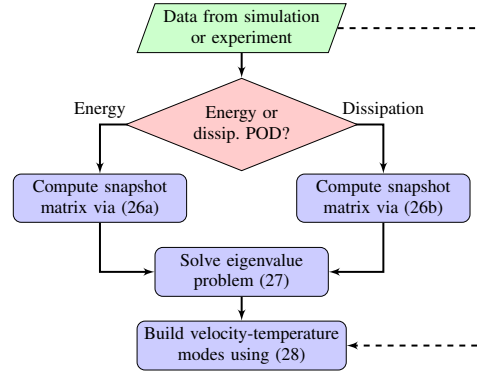 Data from simulation
or experiment
Energy or
dissip. POD?
Energy
Dissipation
Compute snapshot
matrix via (26a)
Compute snapshot
matrix via (26b)
Solve eigenvalue
problem (27)
Build velocity-temperature
modes using (28)